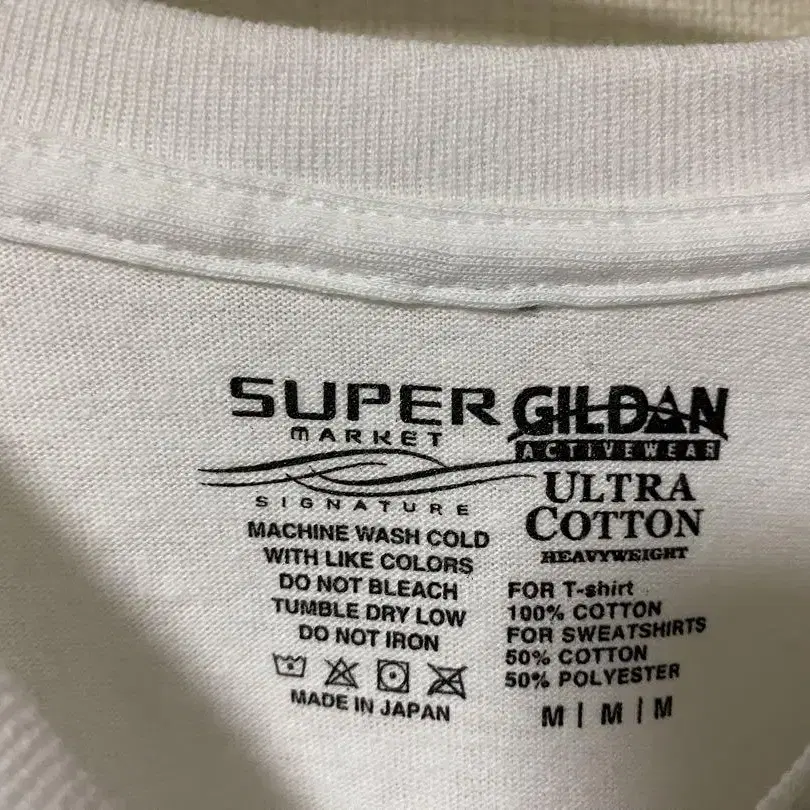 SUPER
MARKET
SIGNATURE
MACHINE WASH COLD
WITH LIKE COLORS
DO NOT BLEACH
TUMBLE DRY LOW
DO NOT IRON
MADE IN JAPAN
GILDAN
ACTIVEWEAR
ULTRA
COTTON
HEAVYWEIGHT
FOR T-shirt
100% COTTON
FOR SWEATSHIRTS
50% COTTON
50% POLYESTER
M | M | M